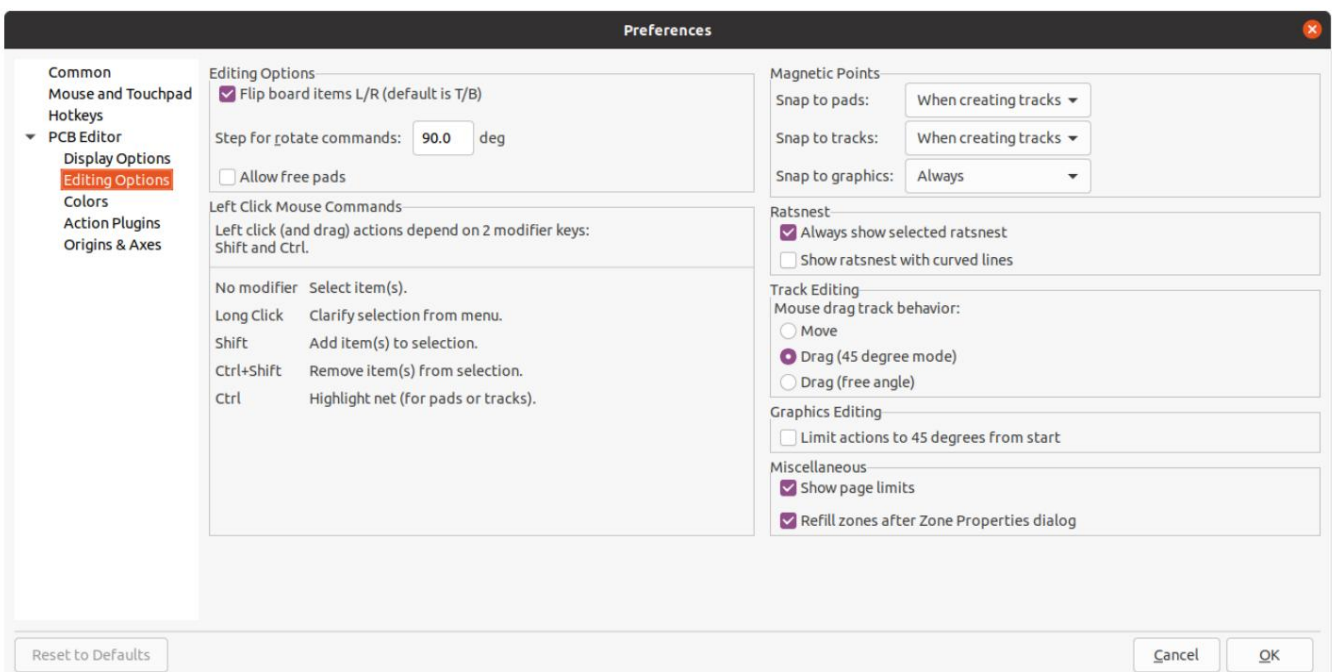 Preferences
Common
Mouse and Touchpad
Hotkeys
PCB Editor
Display Options
Editing Options
Colors
Action Plugins
Origins & Axes
Editing Options
Flip board items L/R (default is T/B)
Step for rotate commands: 90.0 deg
Allow free pads
Left Click Mouse Commands
Left click (and drag) actions depend on 2 modifier keys:
Shift and Ctrl.
No modifier Select item(s).
Long Click Clarify selection from menu.
Shift Add item(s) to selection.
Ctrl+Shift Remove item(s) from selection.
Ctrl Highlight net (for pads or tracks).
Magnetic Points
Snap to pads: When creating tracks
Snap to tracks: When creating tracks
Snap to graphics: Always
Ratsnest
Always show selected ratsnest
Show ratsnest with curved lines
Track Editing
Mouse drag track behavior:
Move
Drag (45 degree mode)
Drag (free angle)
Graphics Editing
Limit actions to 45 degrees from start
Miscellaneous
Show page limits
Refill zones after Zone Properties dialog
Reset to Defaults
Cancel
OK